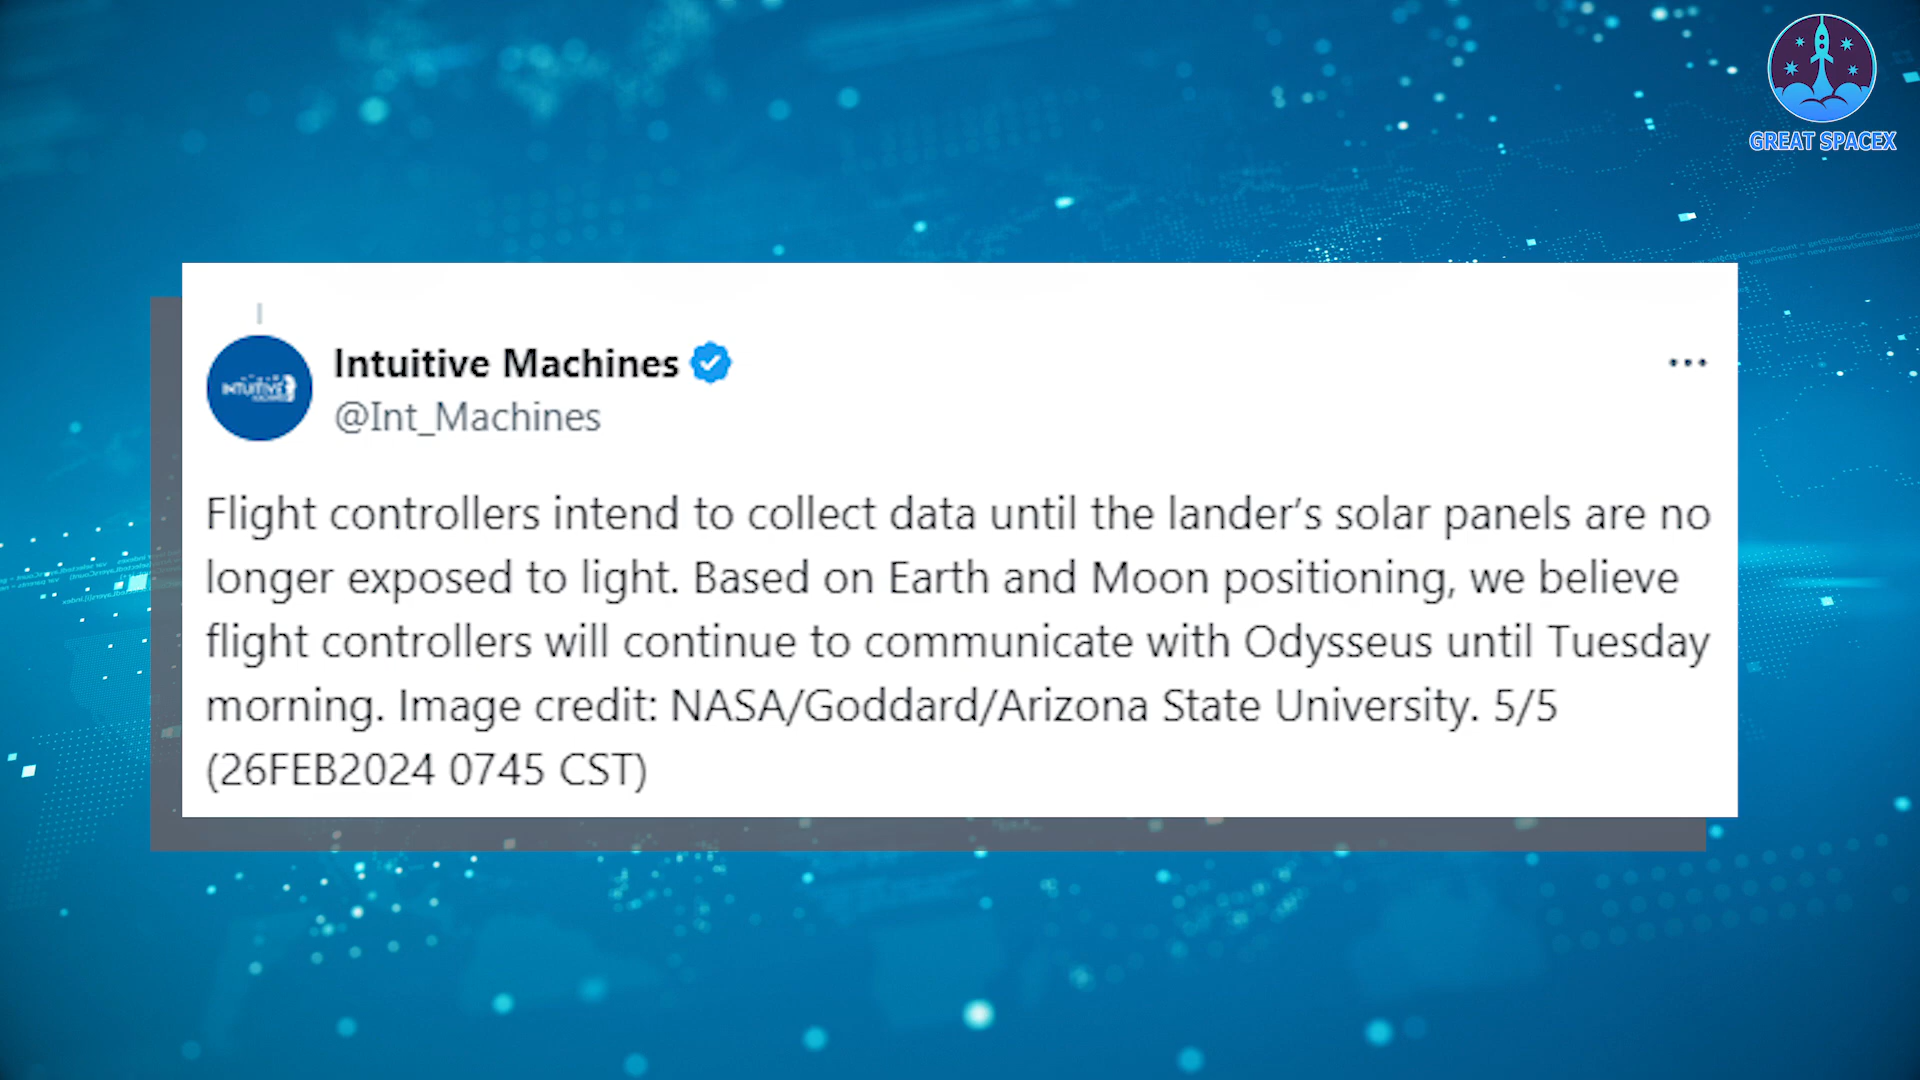 GREAT SPACEX
Intuitive Machines
@Int_Machines
INTUITIVE
MACHINES
Flight controllers intend to collect data until the lander’s solar panels are no
longer exposed to light. Based on Earth and Moon positioning, we believe
flight controllers will continue to communicate with Odysseus until Tuesday
morning. Image credit: NASA/Goddard/Arizona State University. 5/5
(26FEB2024 0745 CST)